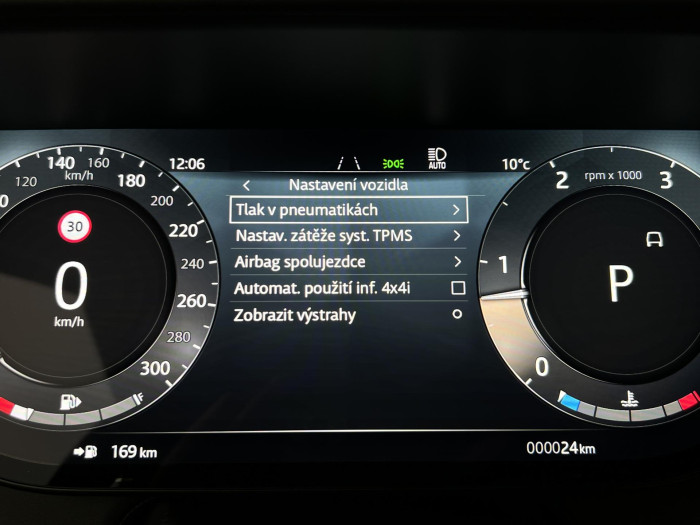 12:06
AUTO
10°c
Nastavení vozidla
Tlak v pneumatikách
Nastav. zátěže syst. TPMS
Airbag spolujezdce
Automat. použití inf. 4x4i
Zobrazit výstrahy
120
140
160
km/h
180
200
220
240
260
280
300
30
0
km/h
F
2
rpm x 1000
3
1
0
P
169 km
000024km